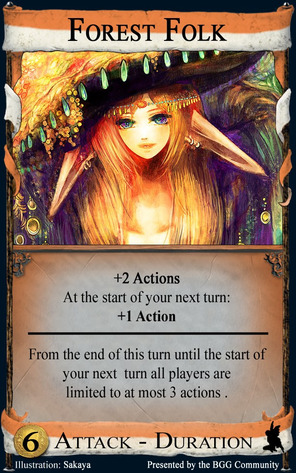 Forest Folk
+2 Actions
At the start of your next turn:
+1 Action
From the end of this turn until the start of
your next turn all players are
limited to at most 3 actions .
6 Attack - Duration
Illustration: Sakaya Presented by the BGG Community